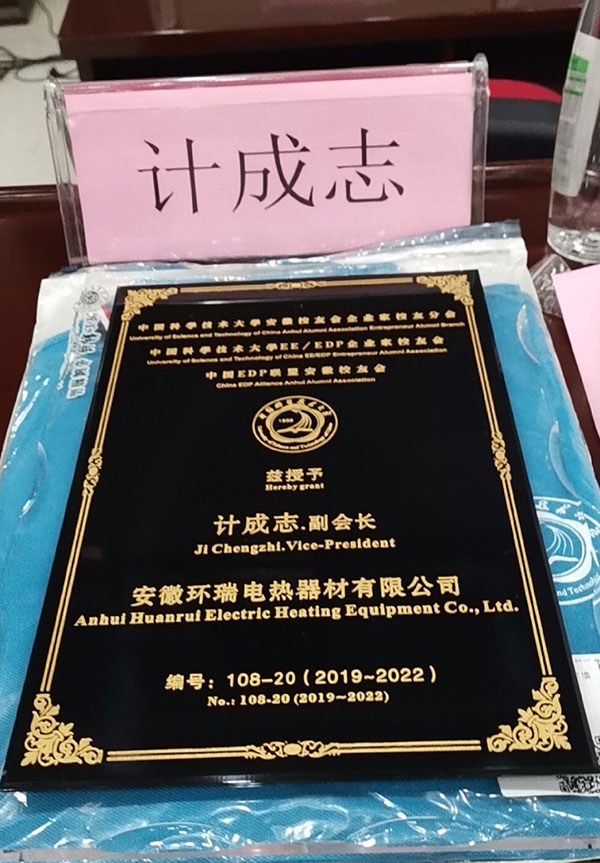 计成志
中国科学技术大学安徽校友会企业家校友分会
University of Science and Technology of China Anhui Alumni Association Entrepreneur Alumni Branch
中国科学技术大学EE/EDP企业家校友会
University of Science and Technology of China EE/EDP Entrepreneur Alumni Association
中国EDP联盟安徽校友会
China EDP Alliance Anhui Alumni Association
1958
兹授予
Hereby grant
计成志.副会长
Ji Chengzhi.Vice-President
安徽环瑞电热器材有限公司
Anhui Huanrui Electric Heating Equipment Co., Ltd.
编号：108-20（2019~2022）
No.: 108-20 (2019~2022)